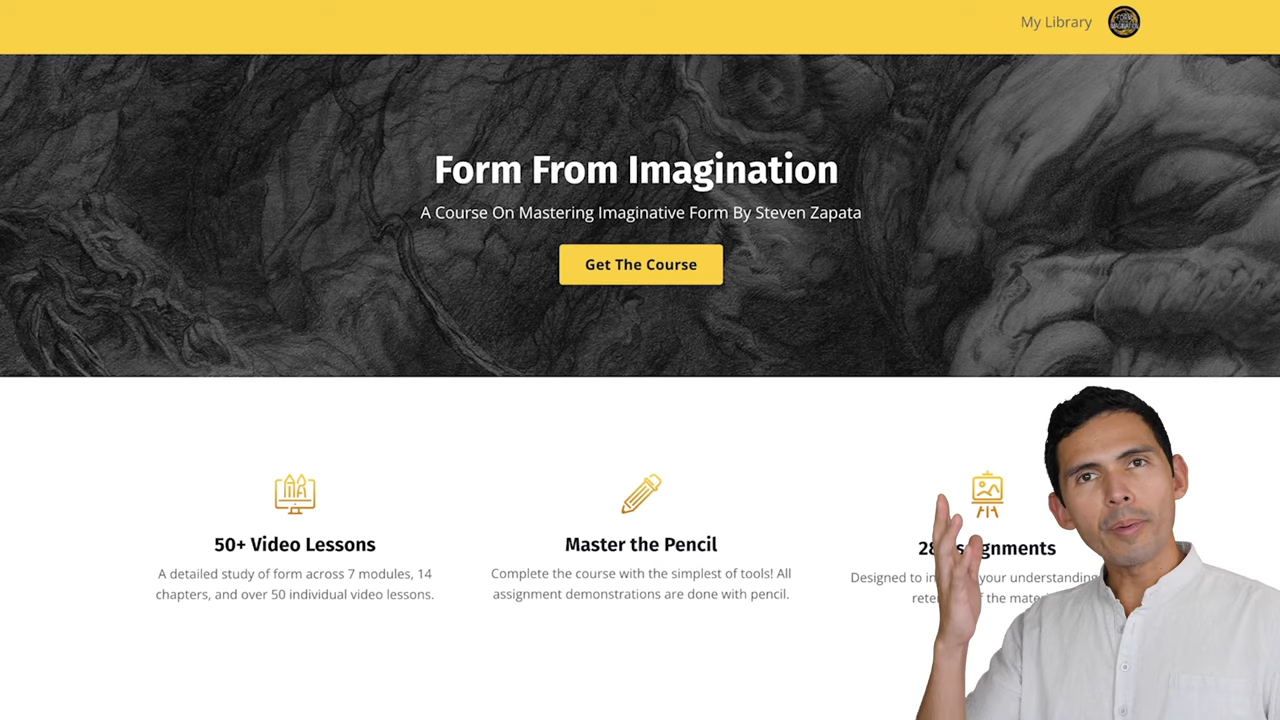 My Library
Form From Imagination
A Course On Mastering Imaginative Form By Steven Zapata
Get The Course
50+ Video Lessons
A detailed study of form across 7 modules, 14
chapters, and over 50 individual video lessons.
Master the Pencil
Complete the course with the simplest of tools! All
assignment demonstrations are done with pencil.
28 Assignments
Designed to your understanding
the